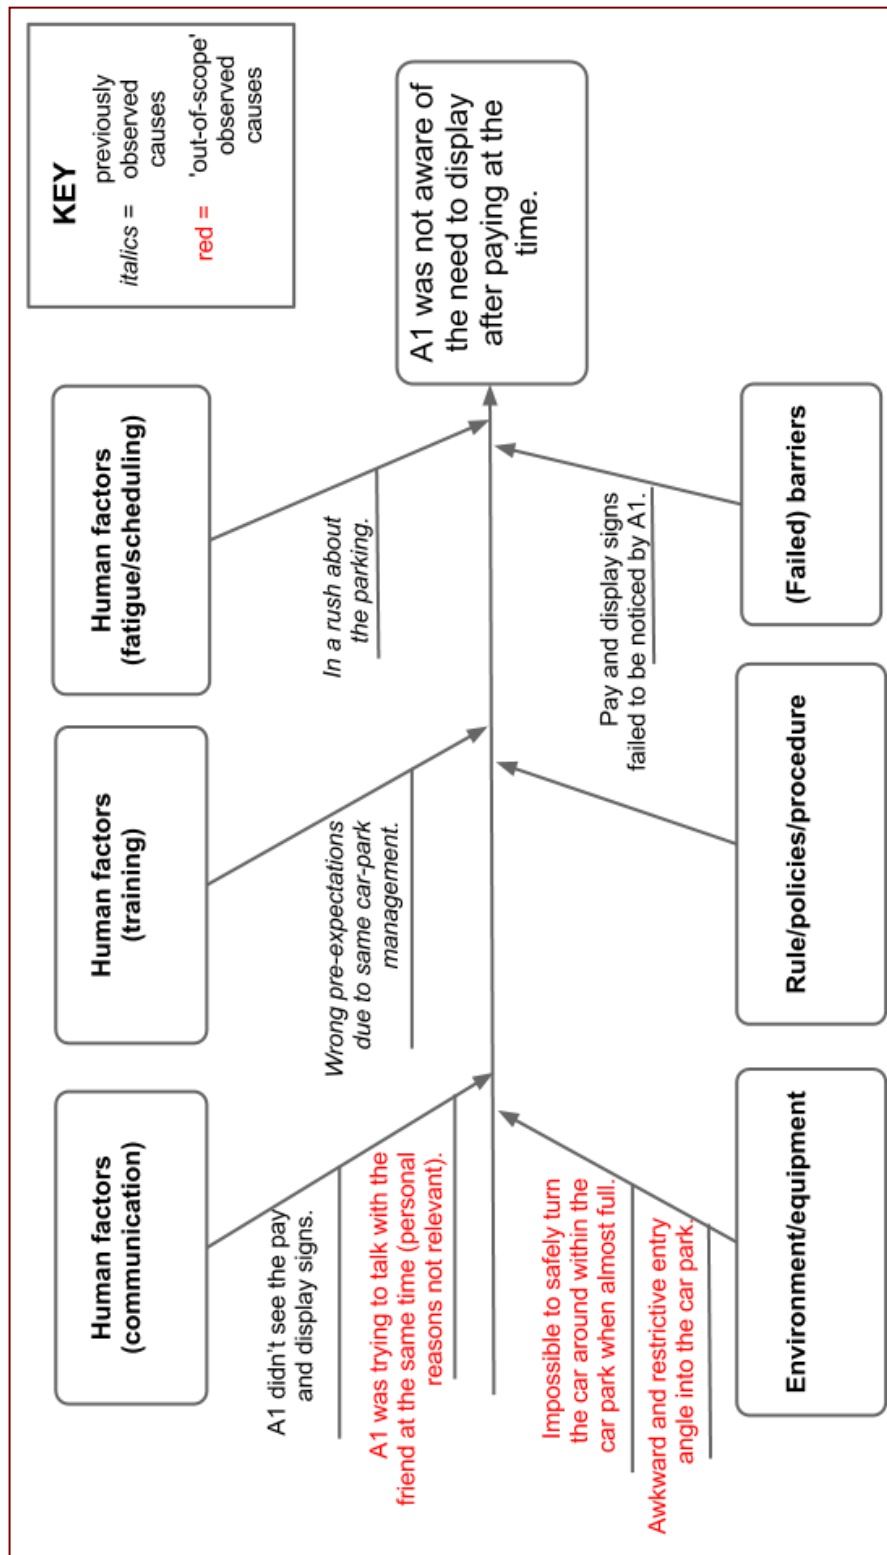 Human factors
(communication)
Human factors
(training)
Human factors
(fatigue/scheduling)
KEY
italics =
previously
observed
causes
red =
'out-of-scope'
observed
causes
A1 didn't see the pay
and display signs.
A1 was trying to talk with the
friend at the same time (personal
reasons not relevant).
Wrong pre-expectations
due to same car-park
management.
In a rush about
the parking.
A1 was not aware of
the need to display
after paying at the
time.
Impossible to safely turn
the car around within the
car park when almost full.
Awkward and restrictive entry
angle into the car park.
Pay and display signs
failed to be noticed by A1.
Environment/equipment
Rule/policies/procedure
(Failed) barriers